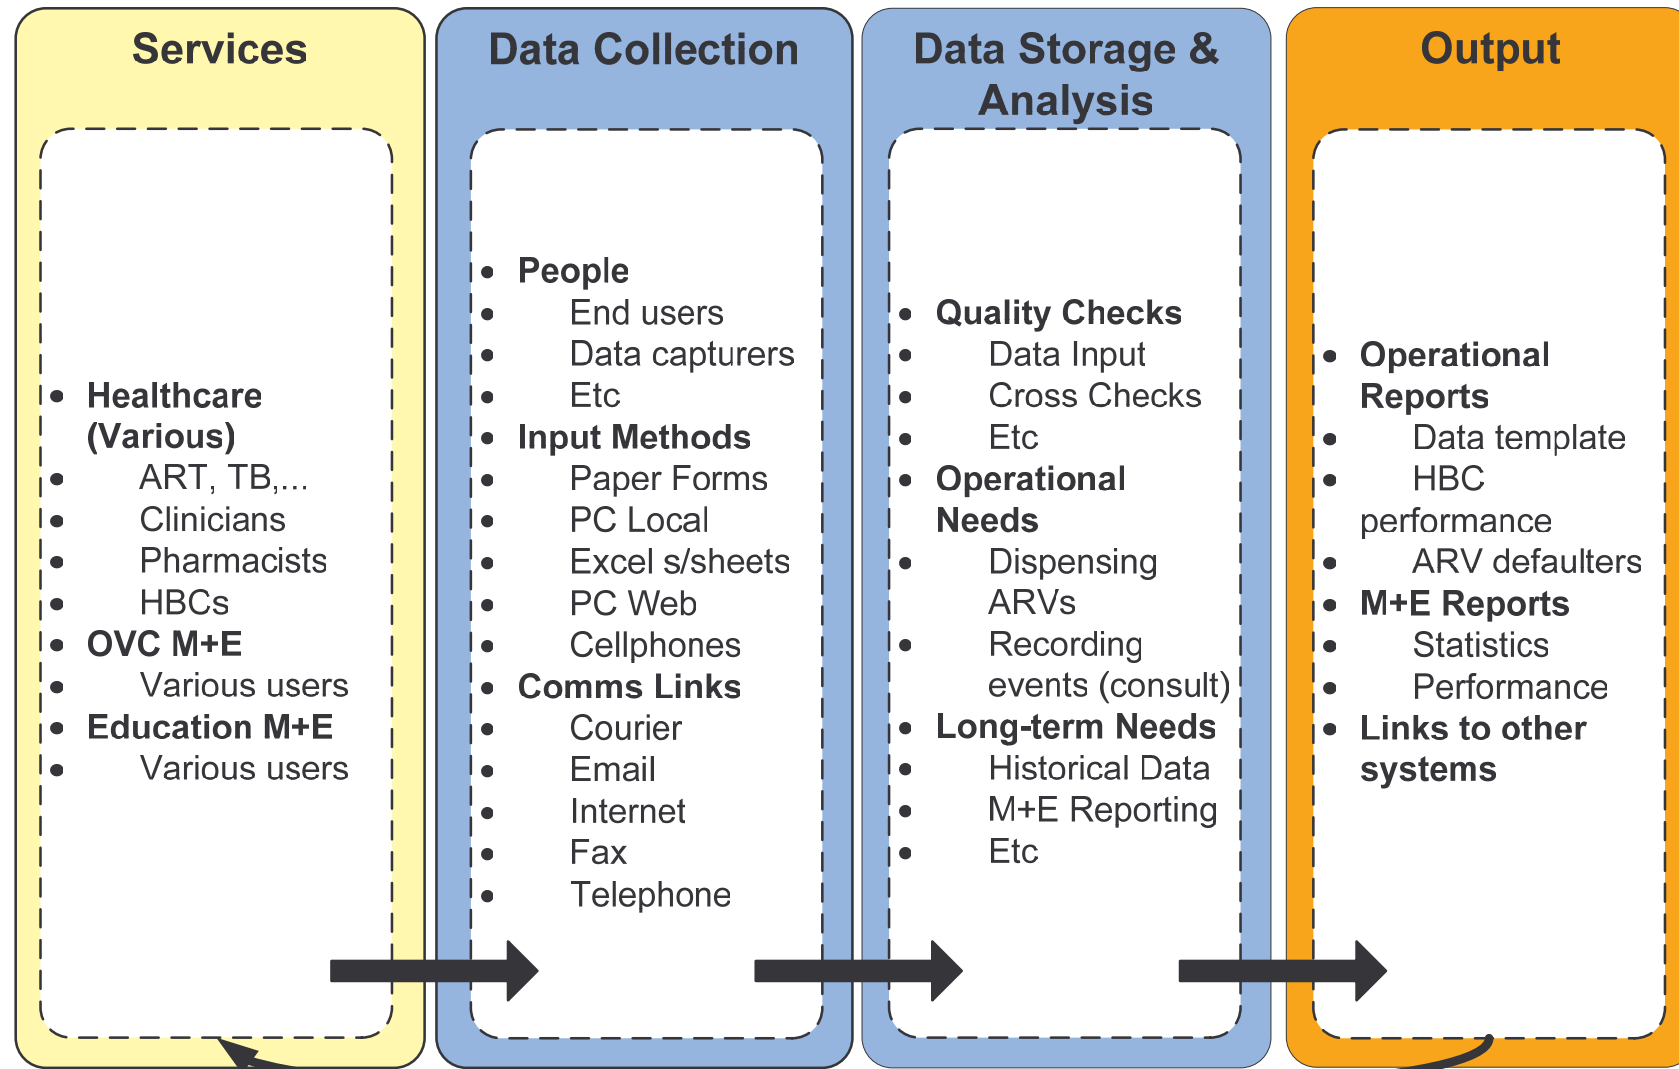 Services
Healthcare
(Various)
ART, TB,...
Clinicians
Pharmacists
HBCs
OVC M+E
Various users
Education M+E
Various users
Data Collection
People
End users
Data capturers
Etc
Input Methods
Paper Forms
PC Local
Excel s/sheets
PC Web
Cellphones
Comms Links
Courier
Email
Internet
Fax
Telephone
Data Storage &
Analysis
Quality Checks
Data Input
Cross Checks
Etc
Operational
Needs
Dispensing
ARVs
Recording
events (consult)
Long-term Needs
Historical Data
M+E Reporting
Etc
Output
Operational
Reports
Data template
HBC
performance
ARV defaulters
M+E Reports
Statistics
Performance
Links to other
systems